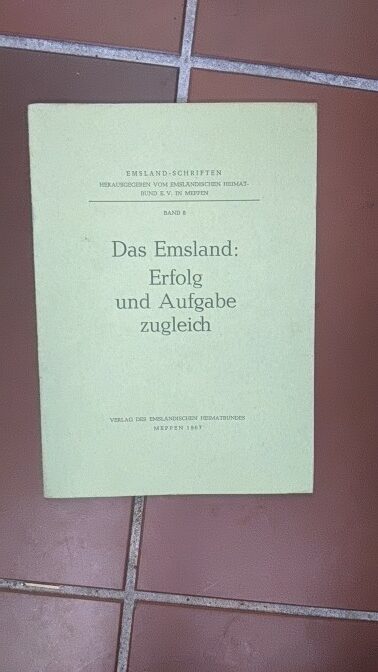 EMSLAND-SCHRIFTEN
HERAUSGEGEBEN VOM EMSLÄNDISCHEN HEIMAT-
BUND E. V. IN MEPPEN
BAND 8
Das Emsland:
Erfolg
und Aufgabe
zugleich
VERLAG DES EMSLÄNDISCHEN HEIMATBUNDES
MEPPEN 1967